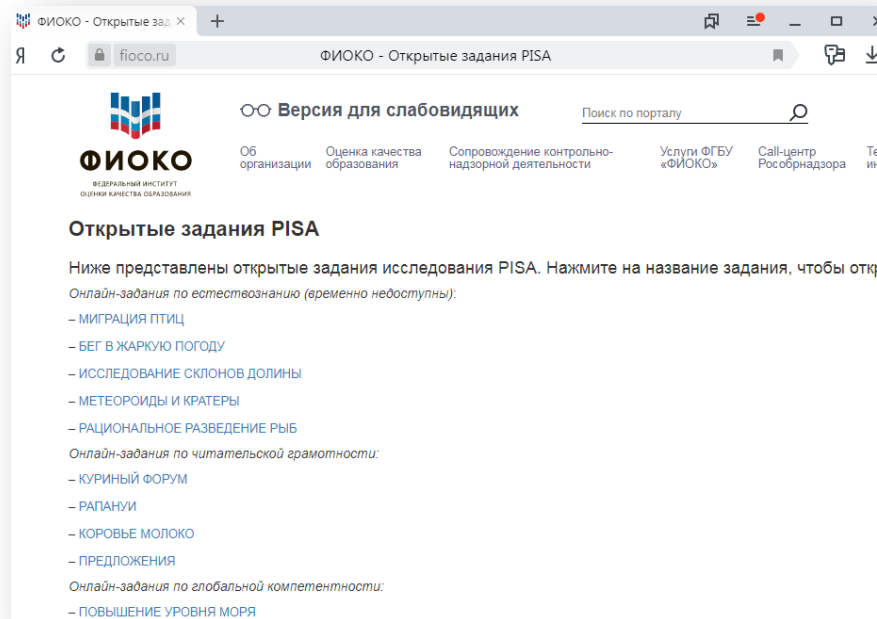 ФИОКО - Открытые зад
Я fioco.ru ФИОКО - Открытые задания PISA
ФИОКО
ФЕДЕРАЛЬНЫЙ ИНСТИТУТ
ОЦЕНКИ КАЧЕСТВА ОБРАЗОВАНИЯ
Версия для слабовидящих
Поиск по порталу
Об
организации
Оценка качества
образования
Сопровождение контрольно-
надзорной деятельности
Услуги ФГБУ
«ФИОКО»
Call-центр
Рособрнадзора
Открытые задания PISA
Ниже представлены открытые задания исследования PISA. Нажмите на название задания, чтобы откр
Онлайн-задания по естествознанию (временно недоступны):
– МИГРАЦИЯ ПТИЦ
– БЕГ В ЖАРКУЮ ПОГОДУ
– ИССЛЕДОВАНИЕ СКЛОНОВ ДОЛИНЫ
– МЕТЕОРОИДЫ И КРАТЕРЫ
– РАЦИОНАЛЬНОЕ РАЗВЕДЕНИЕ РЫБ
Онлайн-задания по читательской грамотности:
– КУРИНЫЙ ФОРУМ
– РАПАНУИ
– КОРОВЬЕ МОЛОКО
– ПРЕДЛОЖЕНИЯ
Онлайн-задания по глобальной компетентности:
– ПОВЫШЕНИЕ УРОВНЯ МОРЯ